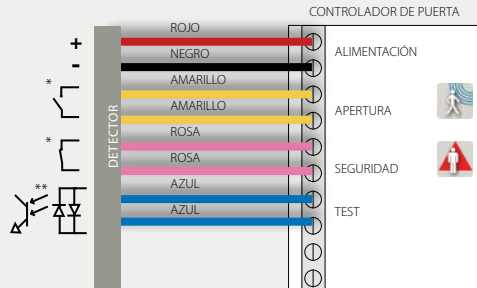 CONTROLADOR DE PUERTA
ROJO
+
NEGRO
-
ALIMENTACIÓN
AMARILLO
*
AMARILLO
APERTURA
ROSA
*
ROSA
SEGURIDAD
DETECTOR
AZUL
**
AZUL
TEST